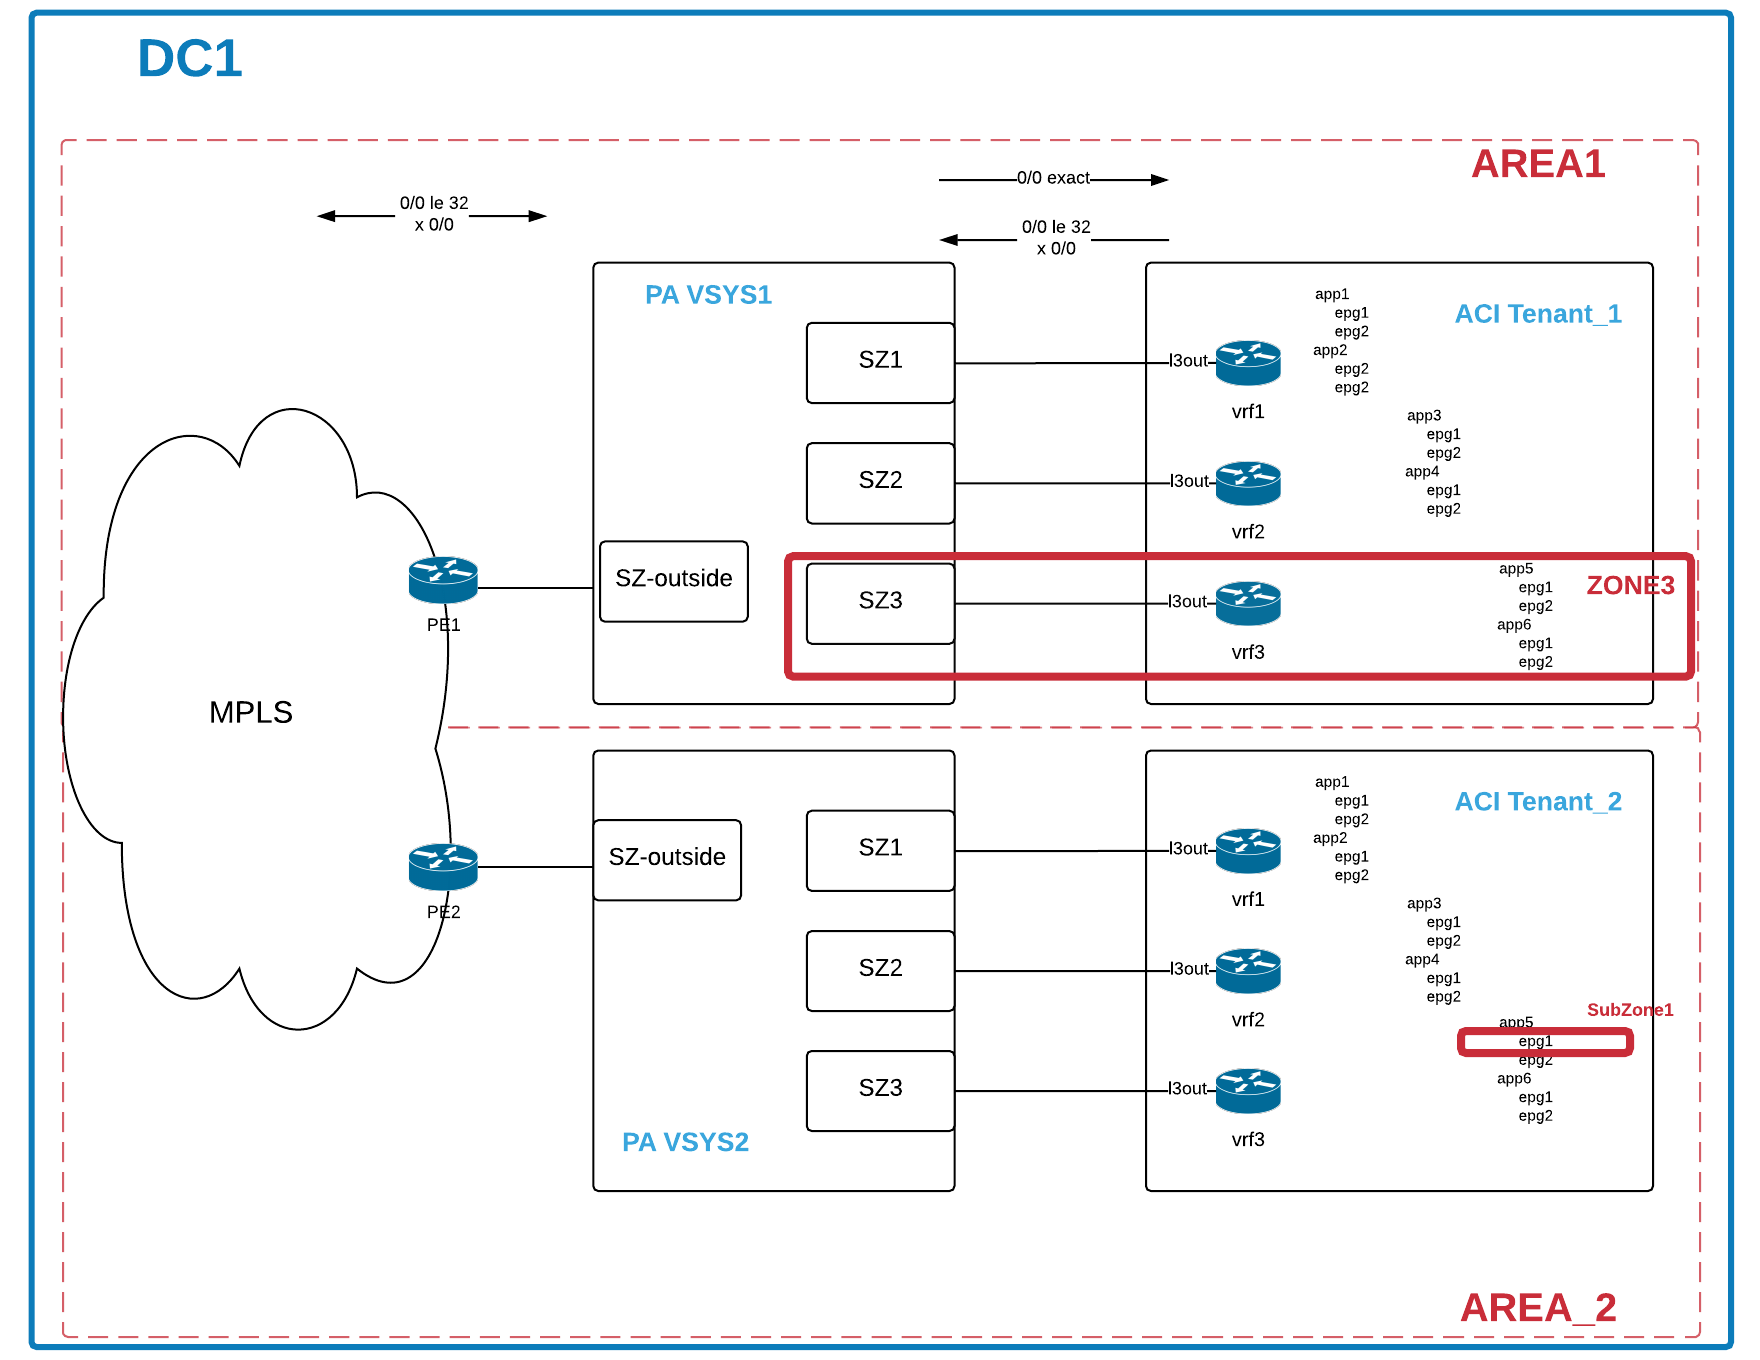 DC1
AREA1
0/0 exact
0/0 le 32
x 0/0
0/0 le 32
x 0/0
PA VSYS1
SZ1
SZ2
SZ-outside
SZ3
l3out
vrf1
l3out
vrf2
l3out
vrf3
ACI Tenant_1
app1
epg1
epg2
app2
epg2
epg2
app3
epg1
epg2
app4
epg1
epg2
app5
epg1
epg2
app6
epg1
epg2
ZONE3
PE1
MPLS
PE2
SZ-outside
SZ1
SZ2
SZ3
PA VSYS2
l3out
vrf1
l3out
vrf2
l3out
vrf3
ACI Tenant_2
app1
epg1
epg2
app2
epg1
epg2
app3
epg1
epg2
app4
epg1
epg2
SubZone1
app5
epg1
epg2
app6
epg1
epg2
AREA_2